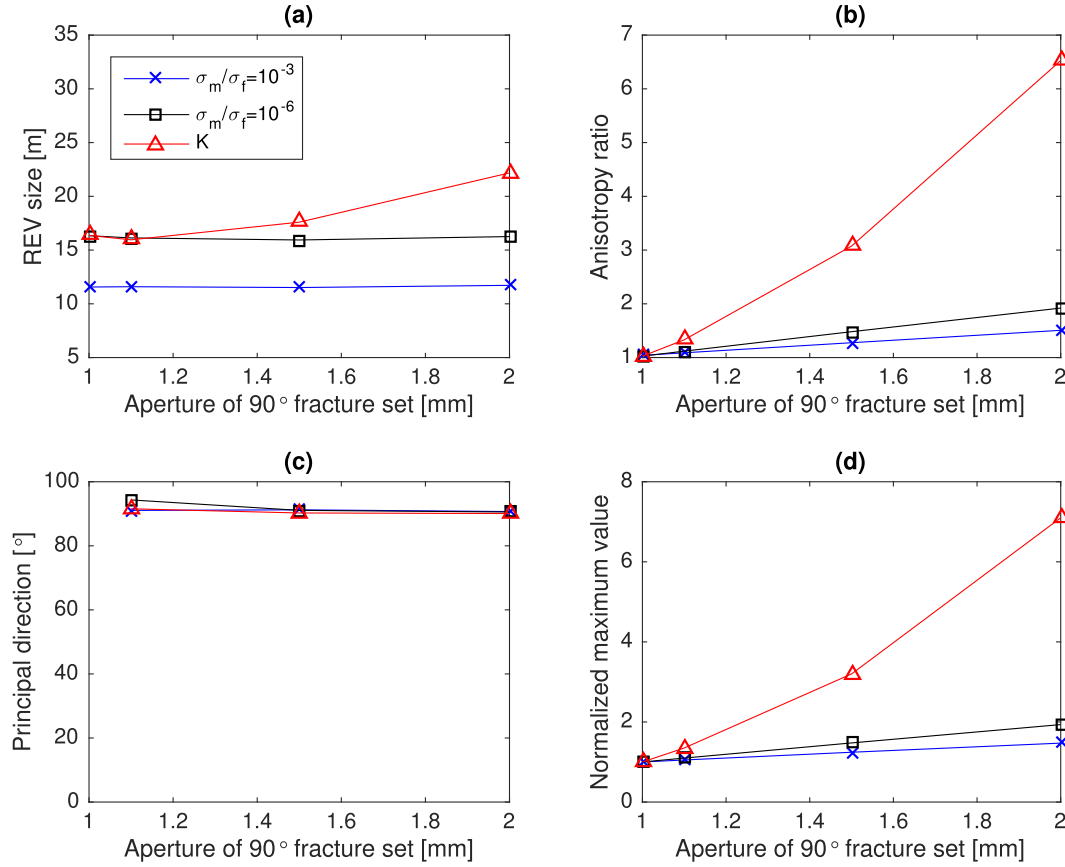 (a)
35
30
25
20
15
10
5
REV size [m]
σm/σf=10-3
σm/σf=10-6
K
1 1.2 1.4 1.6 1.8 2
Aperture of 90° fracture set [mm]
(b)
7
6
5
4
3
2
1
Anisotropy ratio
1 1.2 1.4 1.6 1.8 2
Aperture of 90° fracture set [mm]
(c)
100
80
60
40
20
0
Principal direction [°]
1 1.2 1.4 1.6 1.8 2
Aperture of 90° fracture set [mm]
(d)
8
6
4
2
0
Normalized maximum value
1 1.2 1.4 1.6 1.8 2
Aperture of 90° fracture set [mm]